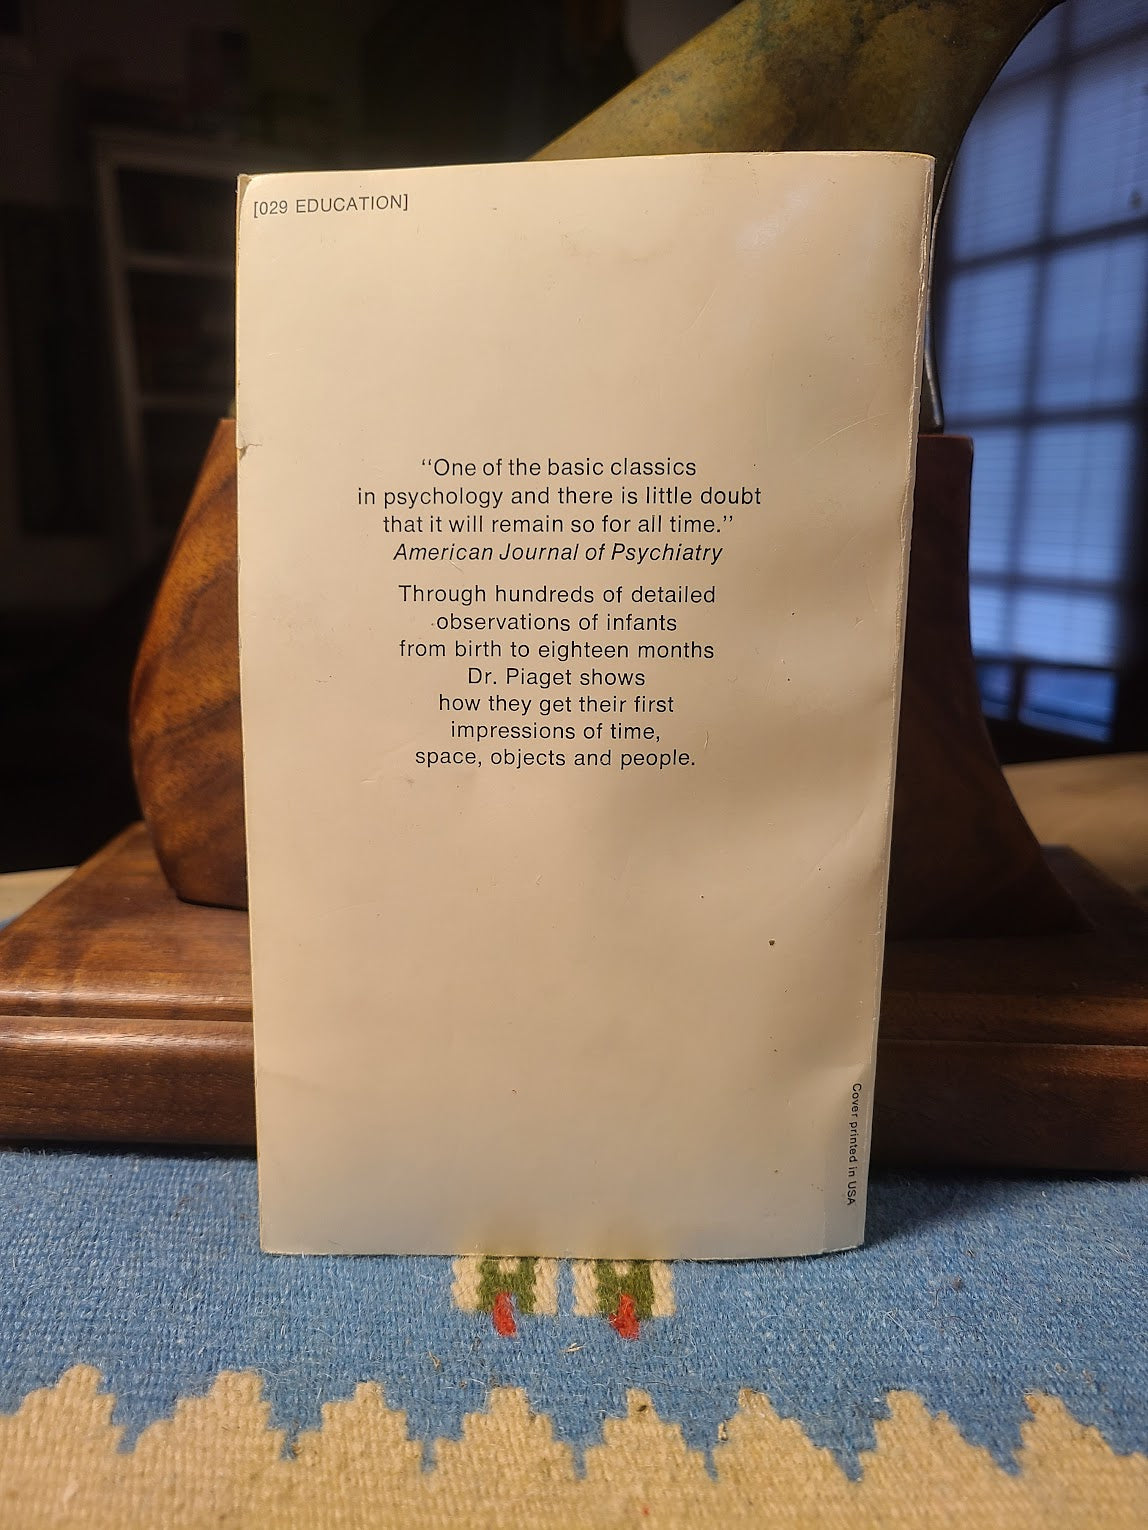 [029 EDUCATION]
“One of the basic classics
in psychology and there is little doubt
that it will remain so for all time.”
American Journal of Psychiatry
Through hundreds of detailed
observations of infants
from birth to eighteen months
Dr. Piaget shows
how they get their first
impressions of time,
space, objects and people.
Cover printed in USA